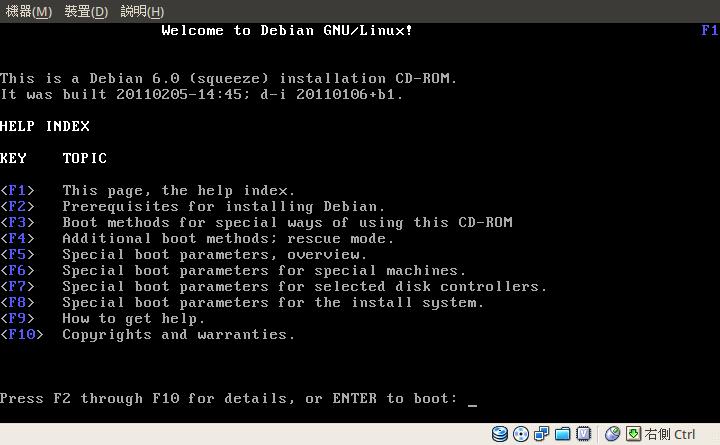 機器(M) 裝置(D) 說明(H)
Welcome to Debian GNU/Linux! F1
This is a Debian 6.0 (squeeze) installation CD-ROM.
It was built 20110205-14:45; d-i 20110106+b1.
HELP INDEX
KEY TOPIC
<F1> This page, the help index.
<F2> Prerequisites for installing Debian.
<F3> Boot methods for special ways of using this CD-ROM
<F4> Additional boot methods; rescue mode.
<F5> Special boot parameters, overview.
<F6> Special boot parameters for special machines.
<F7> Special boot parameters for selected disk controllers.
<F8> Special boot parameters for the install system.
<F9> How to get help.
<F10> Copyrights and warranties.
Press F2 through F10 for details, or ENTER to boot: _
右側 Ctrl